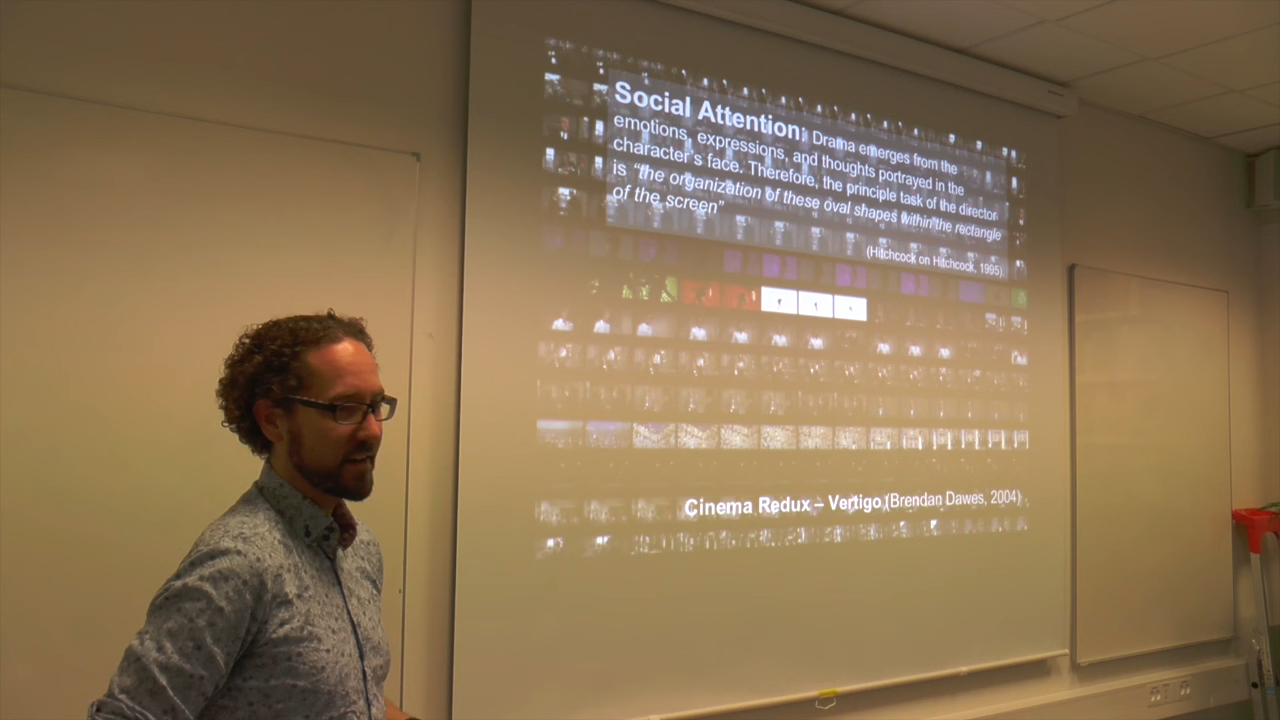 Social Attention: Drama emerges from the
emotions, expressions, and thoughts portrayed in the
character's face. Therefore, the principle task of the director
is “the organization of these oval shapes within the rectangle
of the screen”
(Hitchcock on Hitchcock, 1995)
Cinema Redux – Vertigo (Brendan Dawes, 2004)